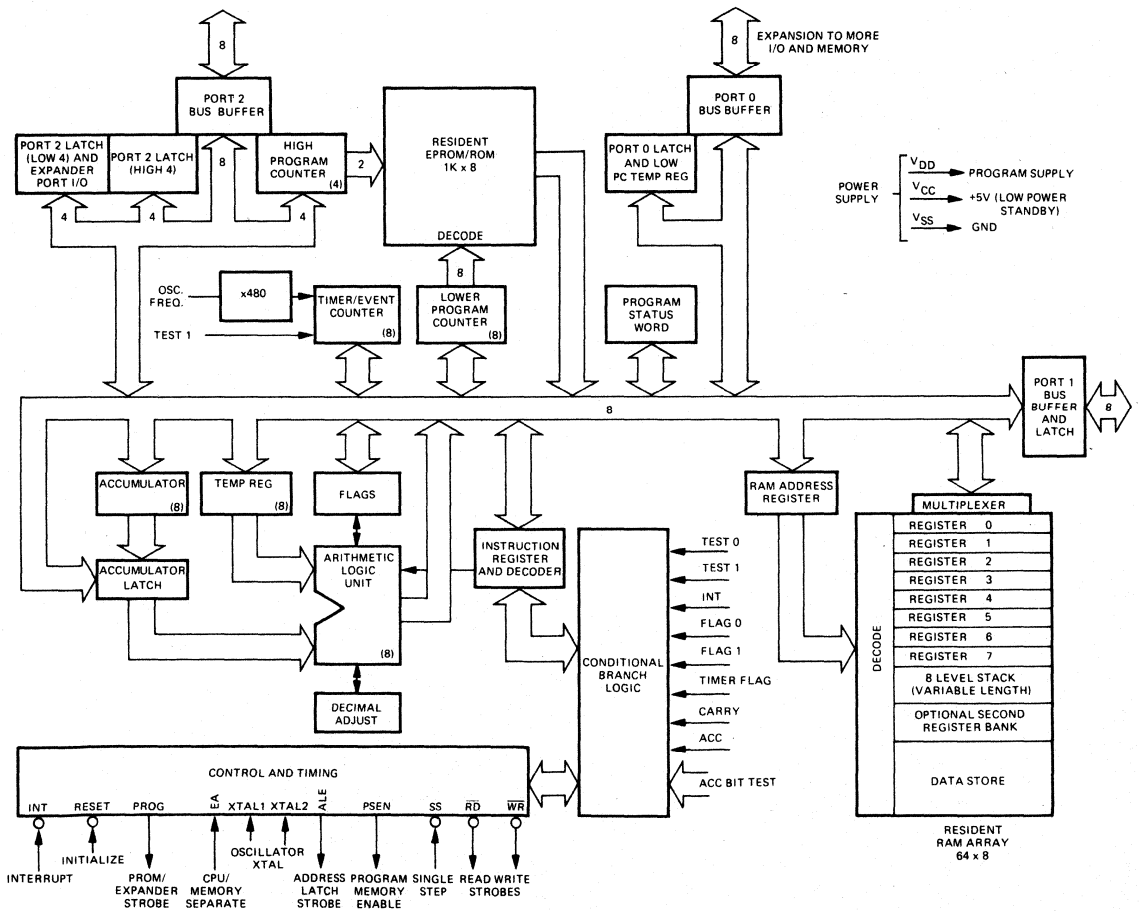 8
PORT 2
BUS BUFFER
PORT 2 LATCH
(LOW 4) AND
EXPANDER
PORT I/O
PORT 2 LATCH
(HIGH 4)
8
HIGH
PROGRAM
COUNTER
(4)
2
4
4
4
RESIDENT
EPROM/ROM
1K x 8
DECODE
8
8
EXPANSION TO MORE
I/O AND MEMORY
PORT 0
BUS BUFFER
PORT 0 LATCH
AND LOW
PC TEMP REG
POWER
SUPPLY
VDD
PROGRAM SUPPLY
VCC
+5V (LOW POWER
STANDBY)
VSS
GND
OSC.
FREQ.
x480
TEST 1
TIMER/EVENT
COUNTER
(8)
LOWER
PROGRAM
COUNTER
(8)
PROGRAM
STATUS
WORD
8
PORT 1
BUS
BUFFER
AND
LATCH
8
ACCUMULATOR
(8)
TEMP REG
(8)
FLAGS
ACCUMULATOR
LATCH
ARITHMETIC
LOGIC
UNIT
(8)
DECIMAL
ADJUST
INSTRUCTION
REGISTER
AND DECODER
CONDITIONAL
BRANCH
LOGIC
TEST 0
TEST 1
INT
FLAG 0
FLAG 1
TIMER FLAG
CARRY
ACC
ACC BIT TEST
RAM ADDRESS
REGISTER
MULTIPLEXER
DECODE
REGISTER 0
REGISTER 1
REGISTER 2
REGISTER 3
REGISTER 4
REGISTER 5
REGISTER 6
REGISTER 7
8 LEVEL STACK
(VARIABLE LENGTH)
OPTIONAL SECOND
REGISTER BANK
DATA STORE
RESIDENT
RAM ARRAY
64 x 8
CONTROL AND TIMING
INT
RESET
PROG
EA
XTAL1
XTAL2
ALE
PSEN
SS
RD
WR
INTERRUPT
INITIALIZE
PROM/
EXPANDER
STROBE
CPU/
MEMORY
SEPARATE
OSCILLATOR
XTAL
ADDRESS
LATCH
STROBE
PROGRAM
MEMORY
ENABLE
SINGLE
STEP
READ WRITE
STROBES